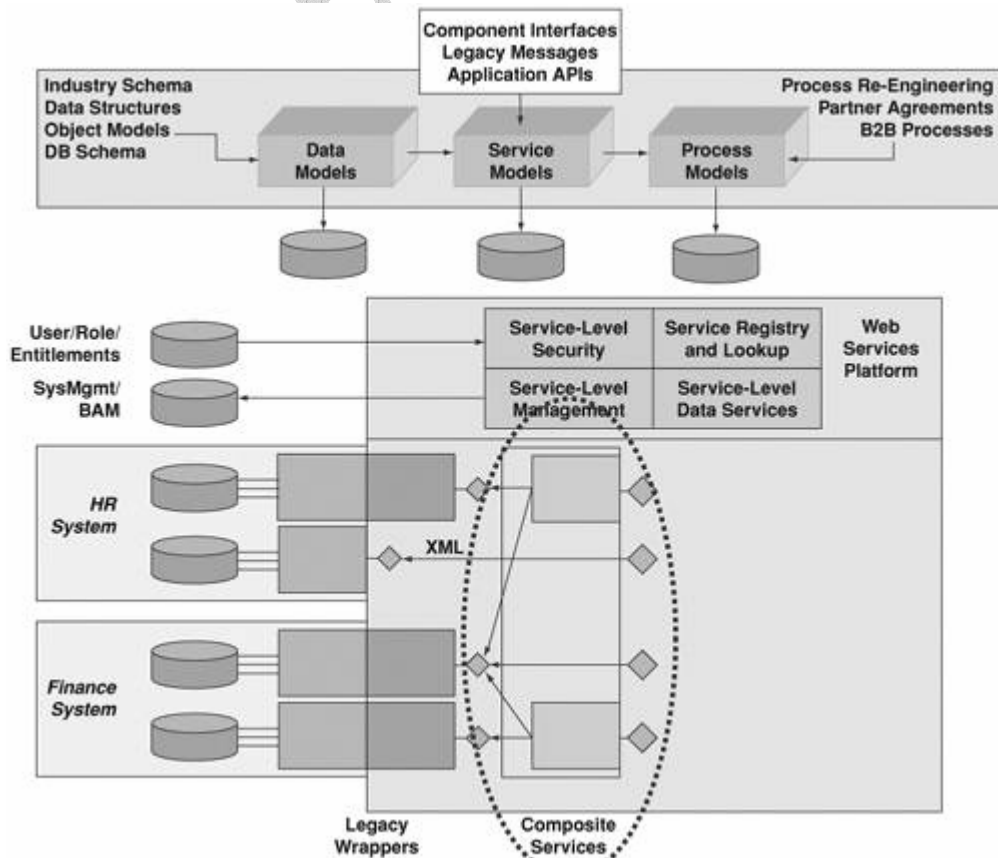 Component Interfaces
Legacy Messages
Application APIs
Industry Schema
Data Structures
Object Models
DB Schema
Process Re-Engineering
Partner Agreements
B2B Processes
Data
Models
Service
Models
Process
Models
User/Role/
Entitlements
SysMgmt/
BAM
Service-Level
Security
Service Registry
and Lookup
Service-Level
Management
Service-Level
Data Services
Web
Services
Platform
HR
System
XML
Finance
System
Legacy
Wrappers
Composite
Services